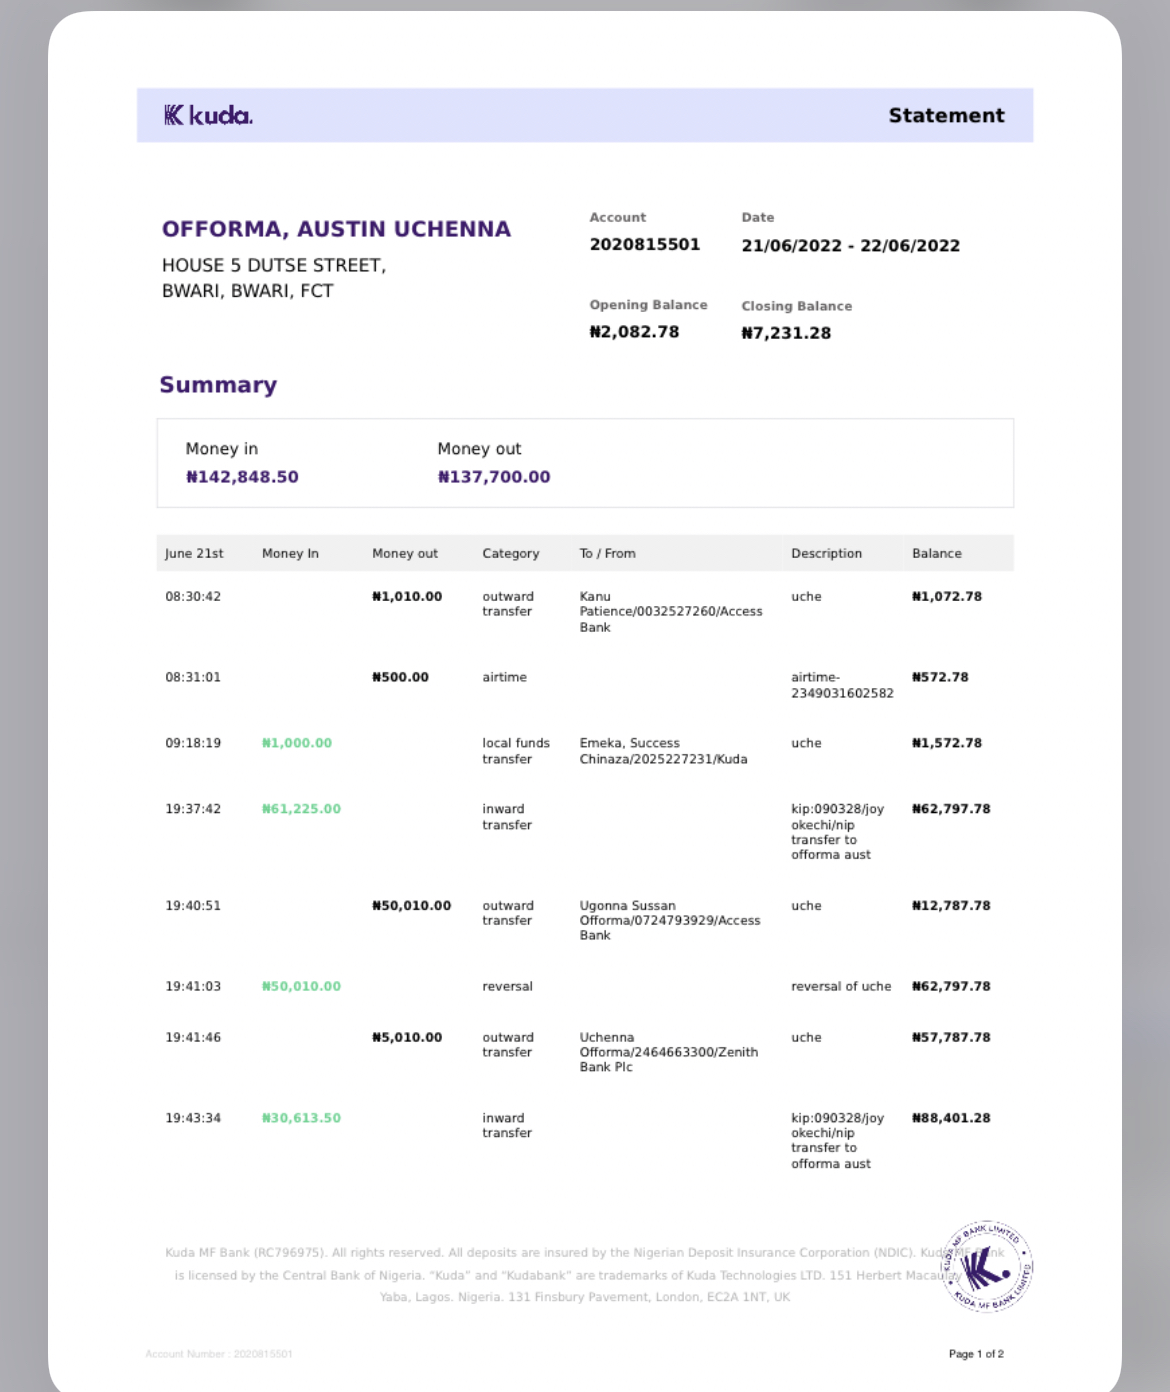 kuda.
Statement
OFFORMA, AUSTIN UCHENNA
HOUSE 5 DUTSE STREET,
BWARI, BWARI, FCT
Account
2020815501
Date
21/06/2022 - 22/06/2022
Opening Balance
₦2,082.78
Closing Balance
₦7,231.28
Summary
Money in
₦142,848.50
Money out
₦137,700.00
June 21st Money In Money out Category To / From Description Balance
08:30:42 ₦1,010.00 outward Kanu uche ₦1,072.78
transfer Patience/0032527260/Access
Bank
08:31:01 ₦500.00 airtime airtime- ₦572.78
2349031602582
09:18:19 ₦1,000.00 local funds Emeka, Success uche ₦1,572.78
transfer Chinaza/2025227231/Kuda
19:37:42 ₦61,225.00 inward kip:090328/joy ₦62,797.78
transfer okechi/nip
transfer to
offorma aust
19:40:51 ₦50,010.00 outward Ugonna Sussan uche ₦12,787.78
transfer Offorma/0724793929/Access
Bank
19:41:03 ₦50,010.00 reversal reversal of uche ₦62,797.78
19:41:46 ₦5,010.00 outward Uchenna uche ₦57,787.78
transfer Offorma/2464663300/Zenith
Bank Plc
19:43:34 ₦30,613.50 inward kip:090328/joy ₦88,401.28
transfer okechi/nip
transfer to
offorma aust
Kuda MF Bank (RC796975). All rights reserved. All deposits are insured by the Nigerian Deposit Insurance Corporation (NDIC). Kuda MF Bank
is licensed by the Central Bank of Nigeria. “Kuda” and “Kudabank” are trademarks of Kuda Technologies LTD. 151 Herbert Macaulay
Yaba, Lagos. Nigeria. 131 Finsbury Pavement, London, EC2A 1NT, UK
KUDA MF BANK LIMITED
KUDA MF BANK LIMITED
Account Number : 2020815501
Page 1 of 2